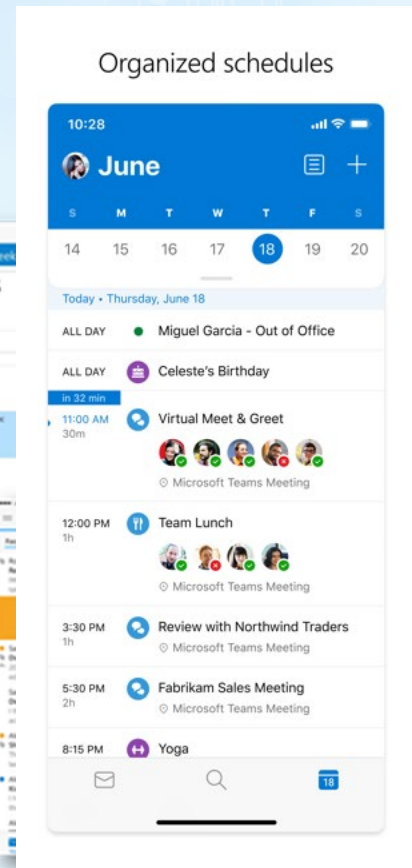 Organized schedules
10:28
June
S M T W T F S
14 15 16 17 18 19 20
Today • Thursday, June 18
ALL DAY Miguel Garcia - Out of Office
ALL DAY Celeste's Birthday
in 32 min
11:00 AM Virtual Meet & Greet
30m
Microsoft Teams Meeting
12:00 PM Team Lunch
1h
Microsoft Teams Meeting
3:30 PM Review with Northwind Traders
1h
Microsoft Teams Meeting
5:30 PM Fabrikam Sales Meeting
2h
Microsoft Teams Meeting
8:15 PM Yoga
18